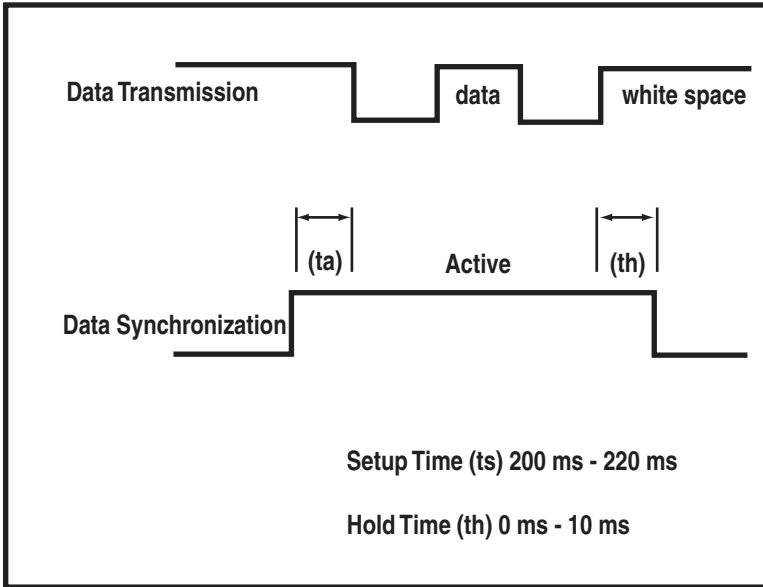 Data Transmission
data
white space
(ta)
Active
(th)
Data Synchronization
Setup Time (ts) 200 ms - 220 ms
Hold Time (th) 0 ms - 10 ms